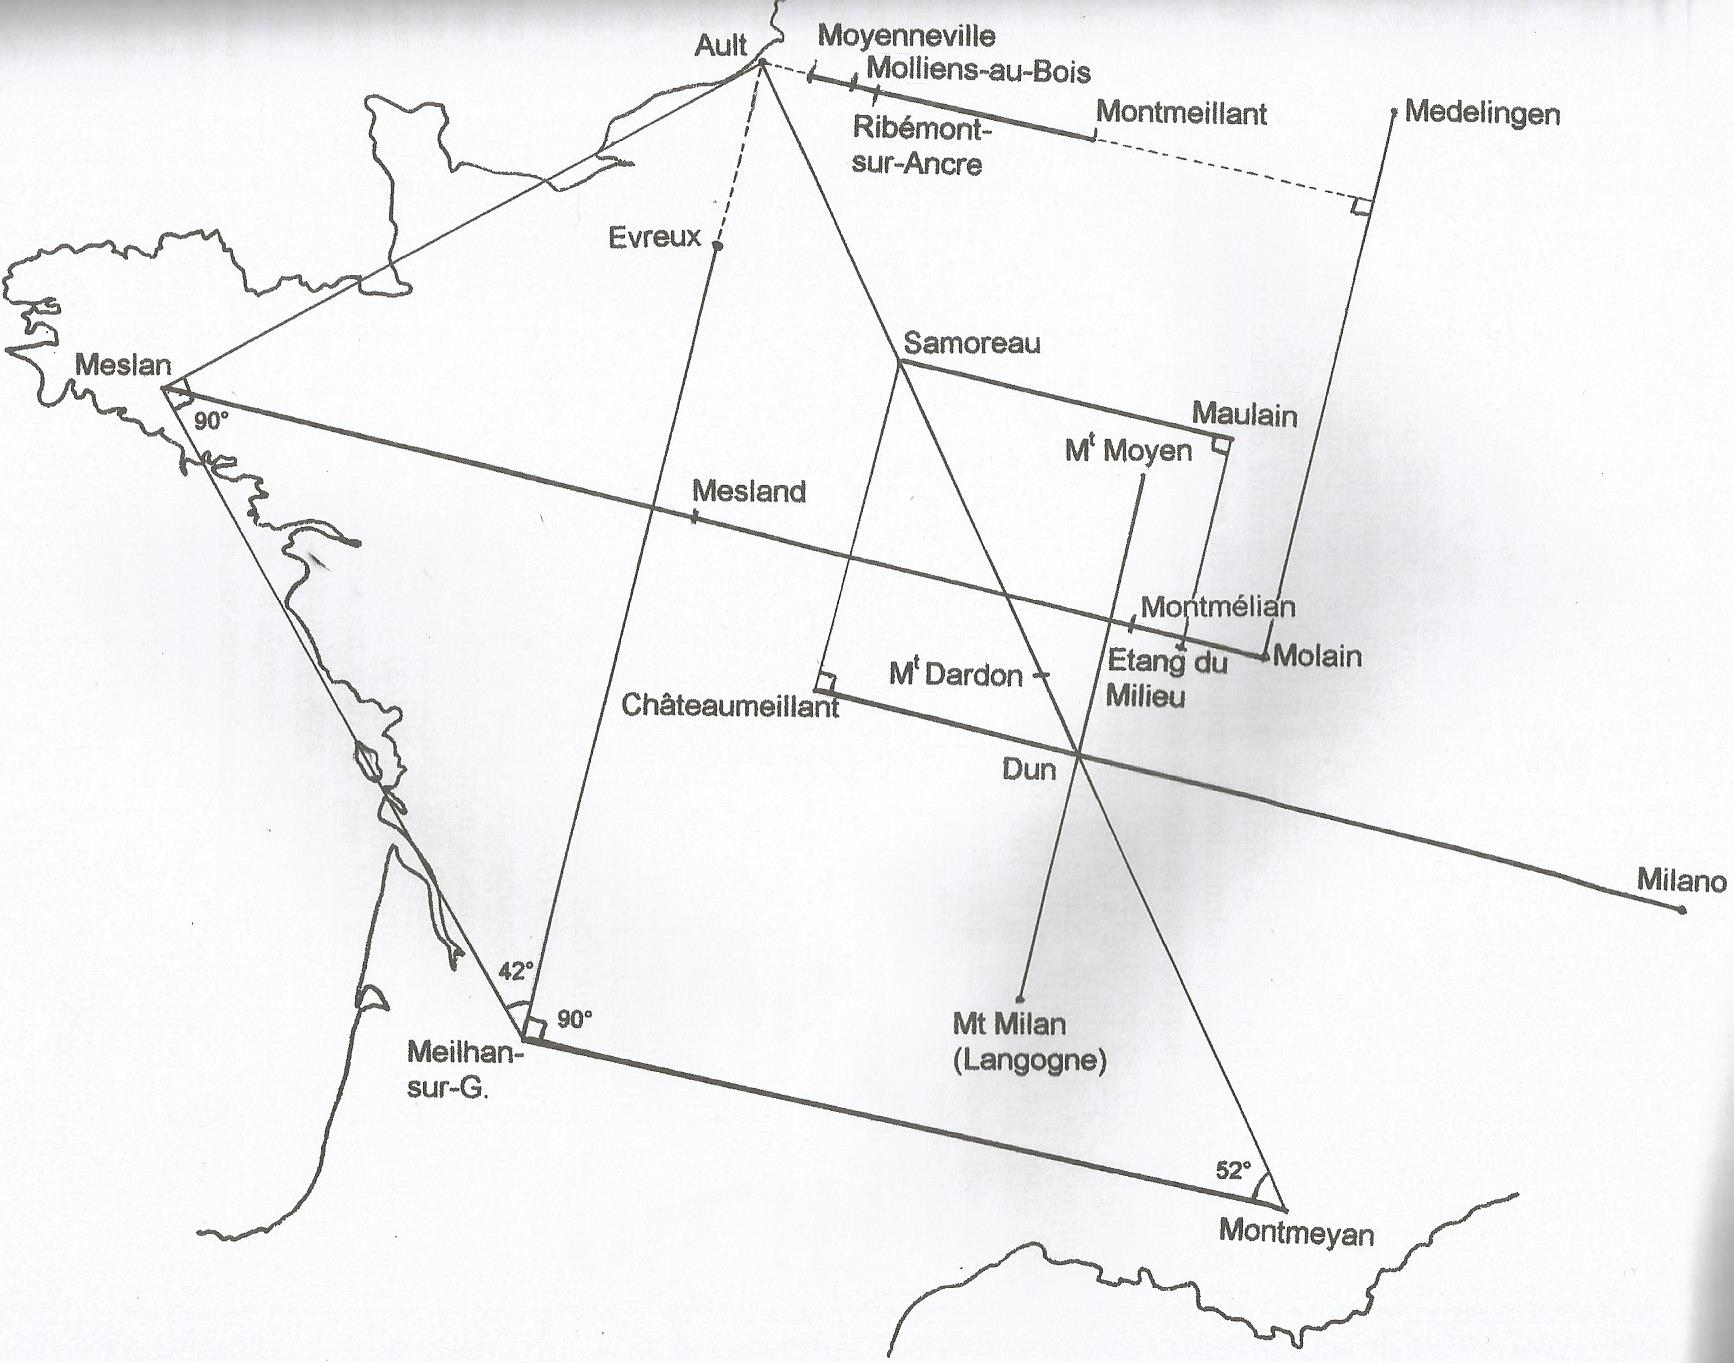 Ault
Moyenneville
Molliens-au-Bois
Ribémont-
sur-Ancre
Montmeillant
Medelingen
Evreux
Samoreau
Meslan
90°
Maulain
Mt Moyen
Mesland
Montmélian
Etang du
Milieu
Molain
Mt Dardon
Châteaumeillant
Dun
Milano
42°
90°
Meilhan-
sur-G.
Mt Milan
(Langogne)
52°
Montmeyan